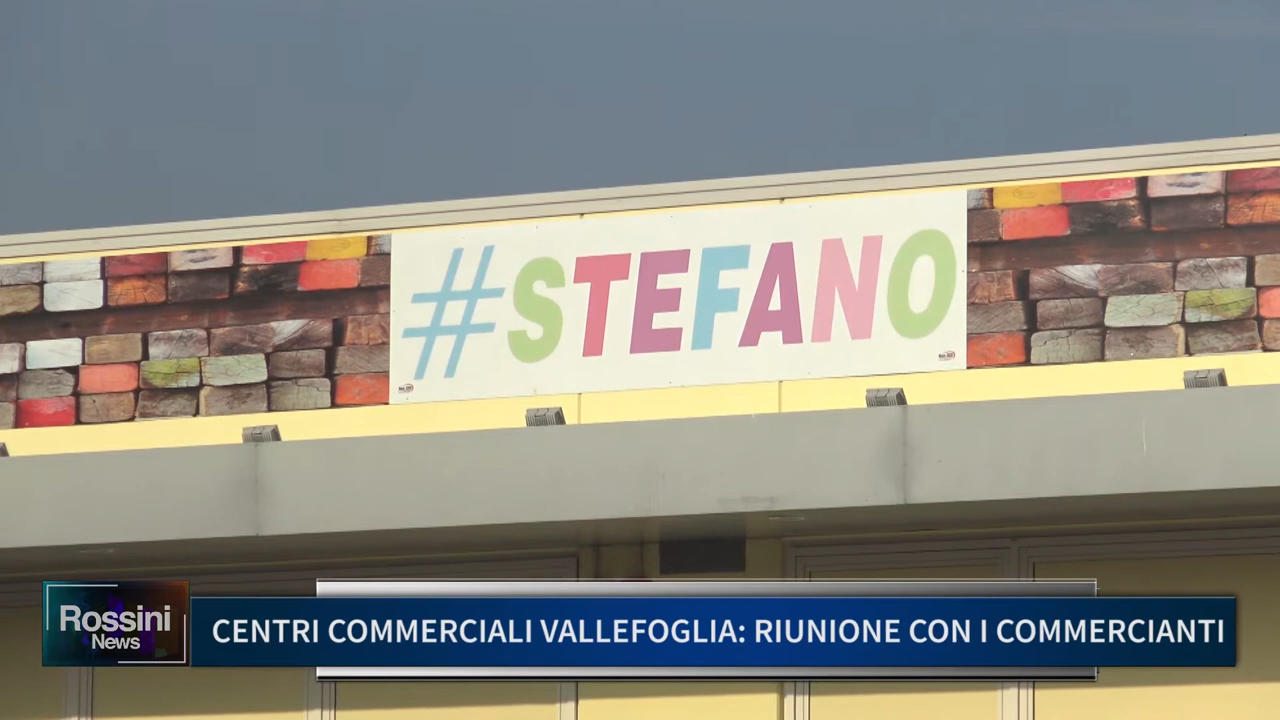 #STEFANO
Rossini
News
CENTRI COMMERCIALI VALLEFOGLIA: RIUNIONE CON I COMMERCIANTI